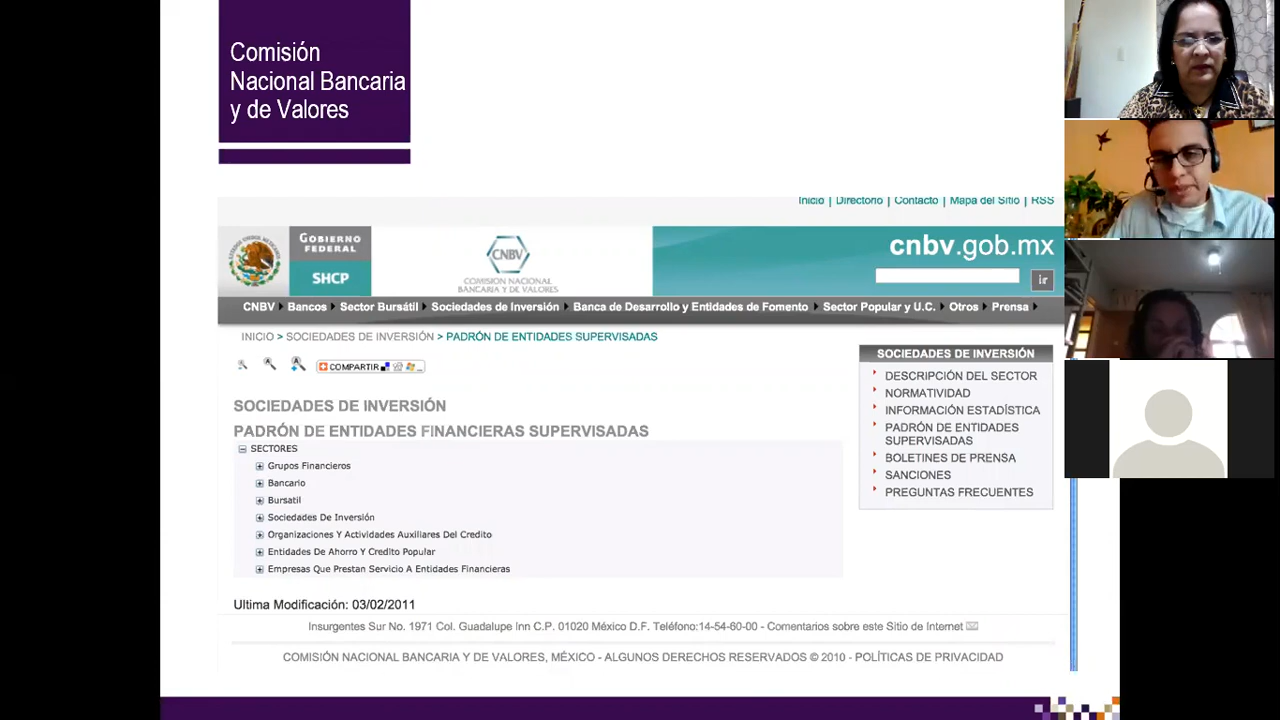 Comisión
Nacional Bancaria
y de Valores
Inicio | Directorio | Contacto | Mapa del Sitio | RSS
GOBIERNO
FEDERAL
SHCP
CNBV
COMISIÓN NACIONAL
BANCARIA Y DE VALORES
cnbv.gob.mx
ir
CNBV Bancos Sector Bursátil Sociedades de Inversión Banca de Desarrollo y Entidades de Fomento Sector Popular y U.C. Otros Prensa
INICIO > SOCIEDADES DE INVERSIÓN > PADRÓN DE ENTIDADES SUPERVISADAS
COMPARTIR
SOCIEDADES DE INVERSIÓN
PADRÓN DE ENTIDADES FINANCIERAS SUPERVISADAS
SECTORES
Grupos Financieros
Bancario
Bursatil
Sociedades De Inversión
Organizaciones Y Actividades Auxiliares Del Credito
Entidades De Ahorro Y Credito Popular
Empresas Que Prestan Servicio A Entidades Financieras
SOCIEDADES DE INVERSIÓN
DESCRIPCIÓN DEL SECTOR
NORMATIVIDAD
INFORMACIÓN ESTADÍSTICA
PADRÓN DE ENTIDADES
SUPERVISADAS
BOLETINES DE PRENSA
SANCIONES
PREGUNTAS FRECUENTES
Ultima Modificación: 03/02/2011
Insurgentes Sur No. 1971 Col. Guadalupe Inn C.P. 01020 México D.F. Teléfono:14-54-60-00 - Comentarios sobre este Sitio de Internet
COMISIÓN NACIONAL BANCARIA Y DE VALORES, MÉXICO - ALGUNOS DERECHOS RESERVADOS © 2010 - POLÍTICAS DE PRIVACIDAD